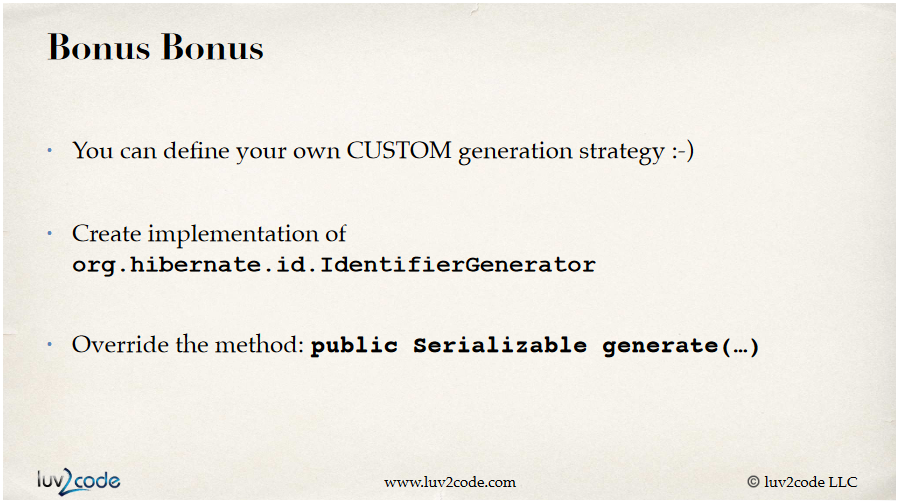 Bonus Bonus
• You can define your own CUSTOM generation strategy :-)
• Create implementation of
org.hibernate.id.IdentifierGenerator
• Override the method: public Serializable generate(…)
luv2code
www.luv2code.com
© luv2code LLC